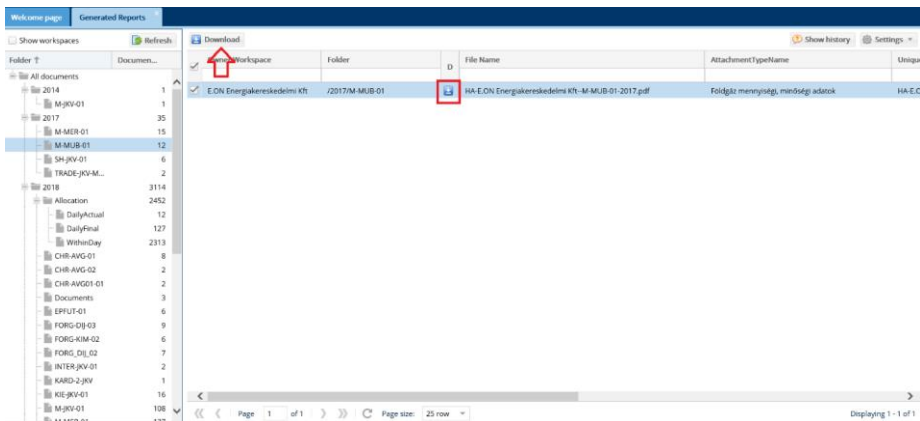 Welcome page Generated Reports
Show workspaces Refresh Download Show history Settings
Folder ↑ Documen... Owner Workspace Folder D File Name AttachmentTypeName Uniqu
All documents
2014 1 E.ON Energiakereskedelmi Kft /2017/M-MUB-01 HA-E.ON Energiakereskedelmi Kft--M-MUB-01-2017.pdf Földgáz mennyiségi, minőségi adatok HA-E.O
M-JKV-01 1
2017 35
M-MER-01 15
M-MUB-01 12
SH-JKV-01 6
TRADE-JKV-M... 2
2018 3114
Allocation 2452
DailyActual 12
DailyFinal 127
WithinDay 2313
CHR-AVG-01 8
CHR-AVG-02 2
CHR-AVG01-01 2
Documents 3
EPFUT-01 6
FORG-DIJ-03 9
FORG-KIM-02 6
FORG_DIJ_02 7
INTER-JKV-01 2
KARD-2-JKV 1
KIE-JKV-01 16
M-JKV-01 108
Page 1 of 1 Page size: 25 row Displaying 1 - 1 of 1